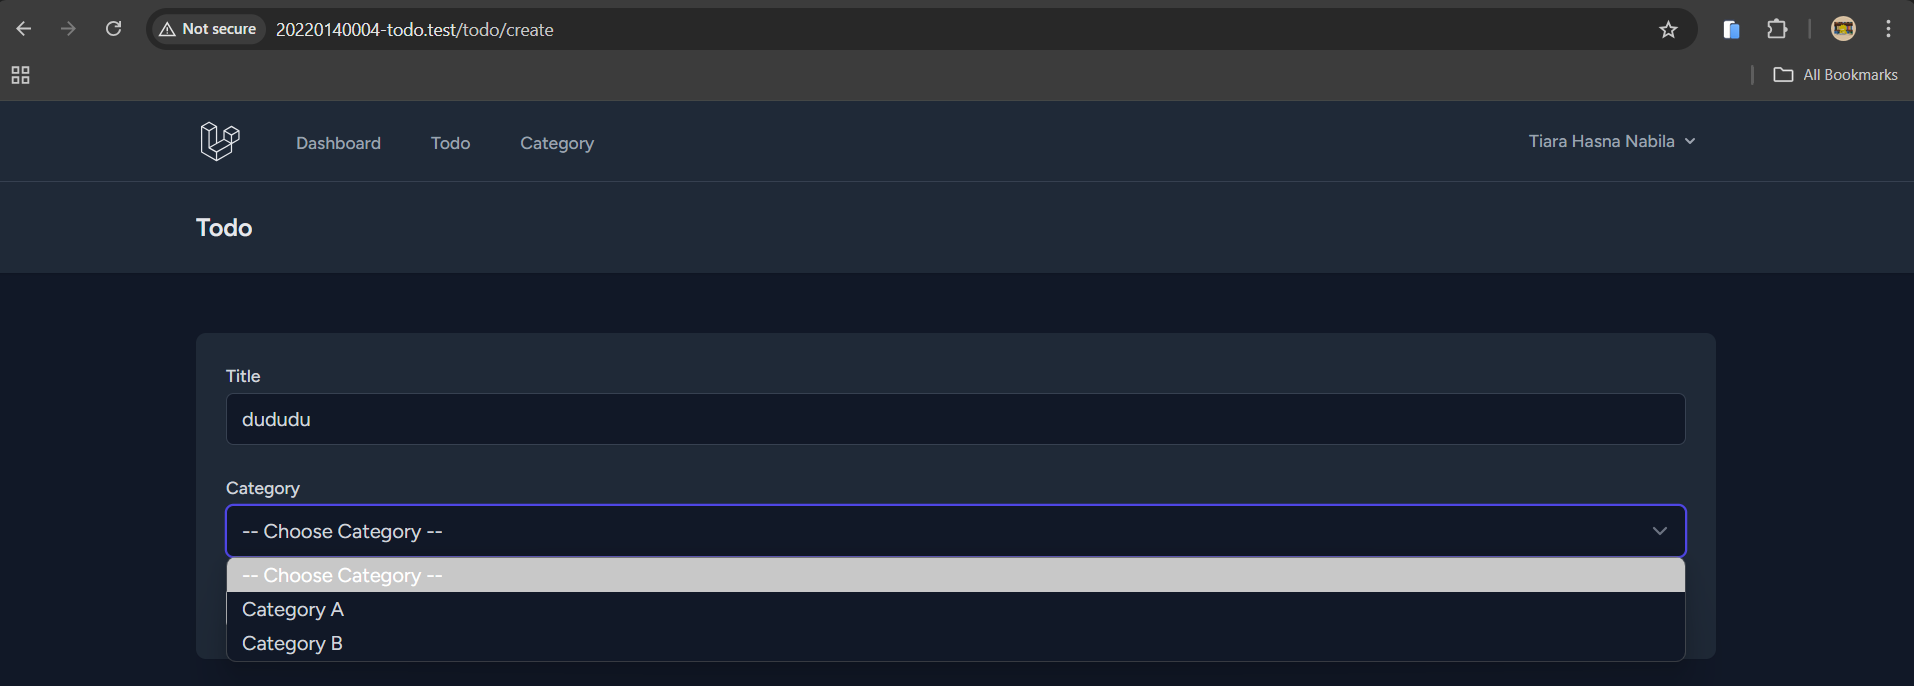 Not secure 20220140004-todo.test/todo/create
All Bookmarks
Dashboard Todo Category Tiara Hasna Nabila
Todo
Title
dududu
Category
-- Choose Category --
-- Choose Category --
Category A
Category B